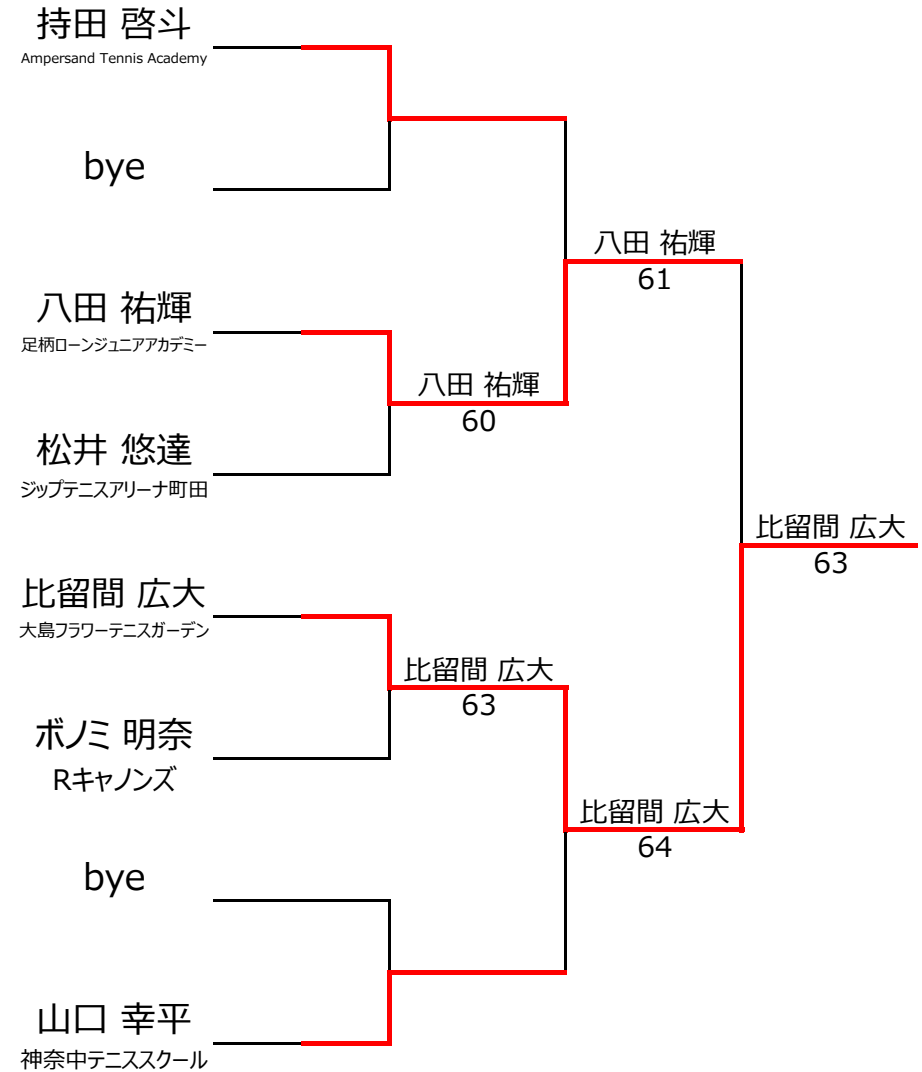 持田 啓斗
Ampersand Tennis Academy
bye
八田 祐輝
61
八田 祐輝
足柄ローンジュニアアカデミー
八田 祐輝
60
松井 悠達
ジップテニスアリーナ町田
比留間 広大
63
比留間 広大
大島フラワーテニスガーデン
比留間 広大
63
ボノミ 明奈
Rキャノンズ
比留間 広大
64
bye
山口 幸平
神奈中テニススクール